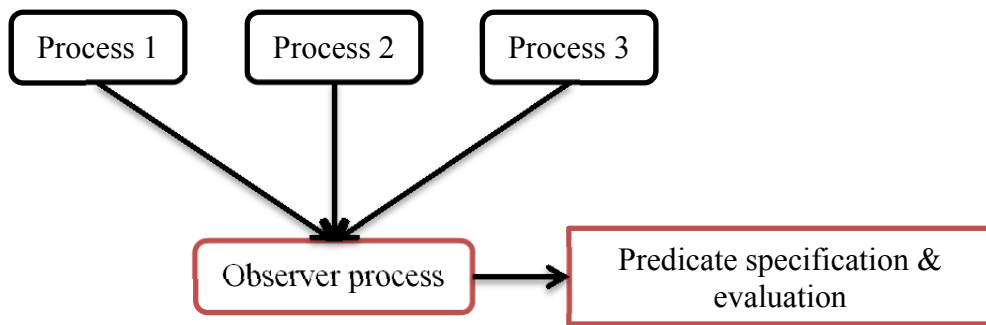 Process 1
Process 2
Process 3
Observer process
Predicate specification &
evaluation